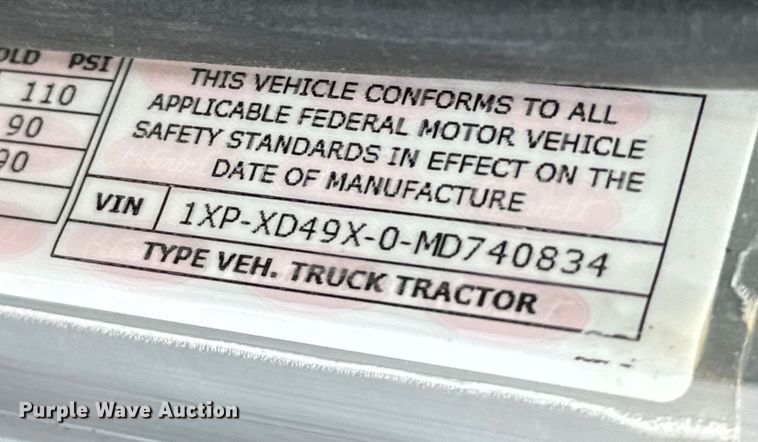 OLD PSI
110
90
90
THIS VEHICLE CONFORMS TO ALL
APPLICABLE FEDERAL MOTOR VEHICLE
SAFETY STANDARDS IN EFFECT ON THE
DATE OF MANUFACTURE
VIN 1XP-XD49X-0-MD740834
TYPE VEH. TRUCK TRACTOR
Purple Wave Auction